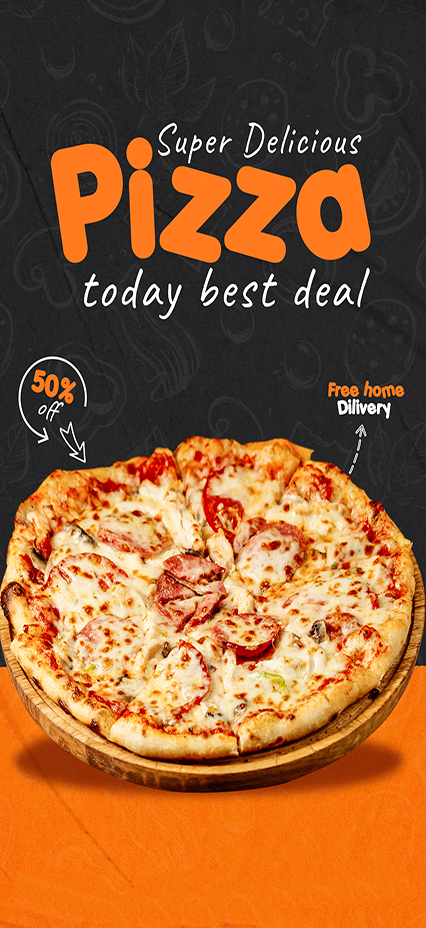 Super Delicious
Pizza
today best deal
50%
off
Free home
Dilivery